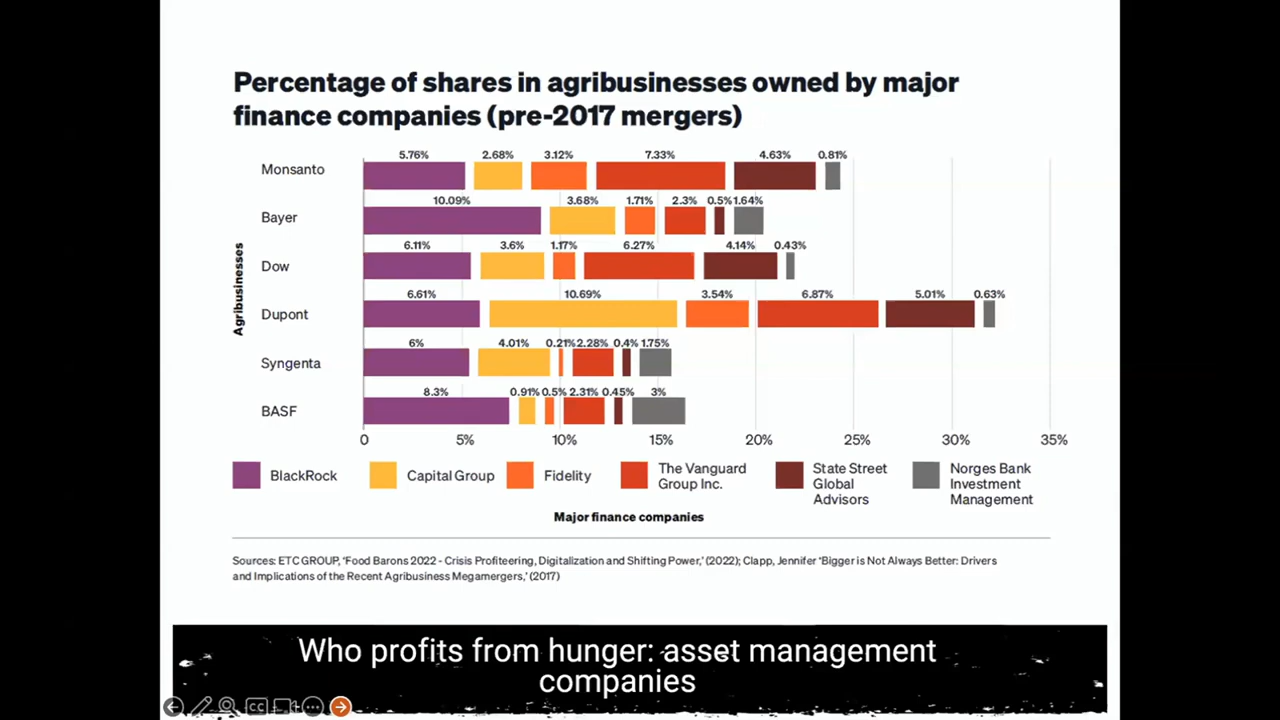 Percentage of shares in agribusinesses owned by major
finance companies (pre-2017 mergers)
Agribusinesses
Monsanto
5.76% 2.68% 3.12% 7.33% 4.63% 0.81%
Bayer
10.09% 3.68% 1.71% 2.3% 0.5% 1.64%
Dow
6.11% 3.6% 1.17% 6.27% 4.14% 0.43%
Dupont
6.61% 10.69% 3.54% 6.87% 5.01% 0.63%
Syngenta
6% 4.01% 0.21% 2.28% 0.4% 1.75%
BASF
8.3% 0.91% 0.5% 2.31% 0.45% 3%
0 5% 10% 15% 20% 25% 30% 35%
BlackRock
Capital Group
Fidelity
The Vanguard
Group Inc.
State Street
Global
Advisors
Norges Bank
Investment
Management
Major finance companies
Sources: ETC GROUP, ‘Food Barons 2022 - Crisis Profiteering, Digitalization and Shifting Power,’ (2022); Clapp, Jennifer ‘Bigger is Not Always Better: Drivers
and Implications of the Recent Agribusiness Megamergers,’ (2017)
Who profits from hunger: asset management
companies
CC